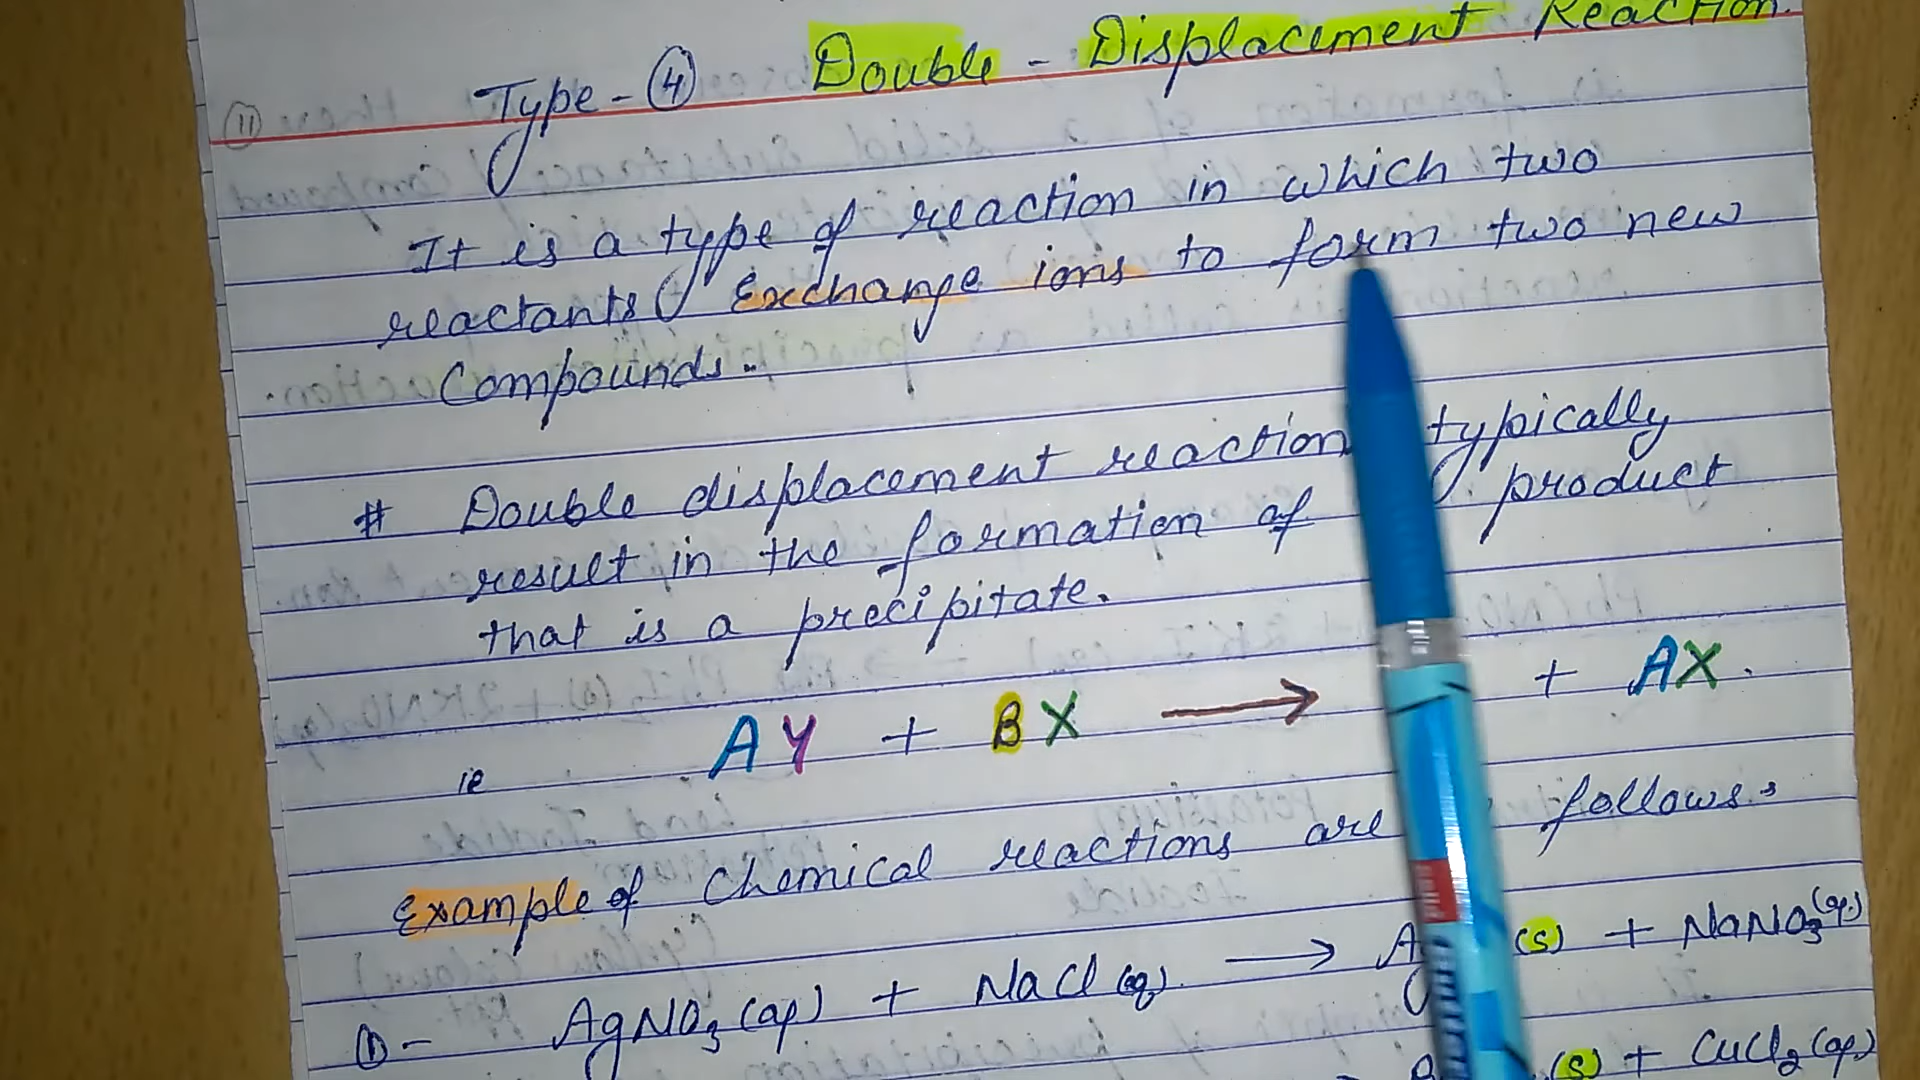 Type-④ Double-Displacement Reaction.
⑪
It is a type of reaction in which two
reactants exchange ions to form two new
Compounds.
# Double displacement reaction typically
result in the formation of product
that is a precipitate.
ie AY + BX → + AX.
Example of Chemical reactions are follows:
①- AgNO₃(aq) + NaCl(aq) → A (s) + NaNO₃(aq)
(s) + CuCl₂(aq)